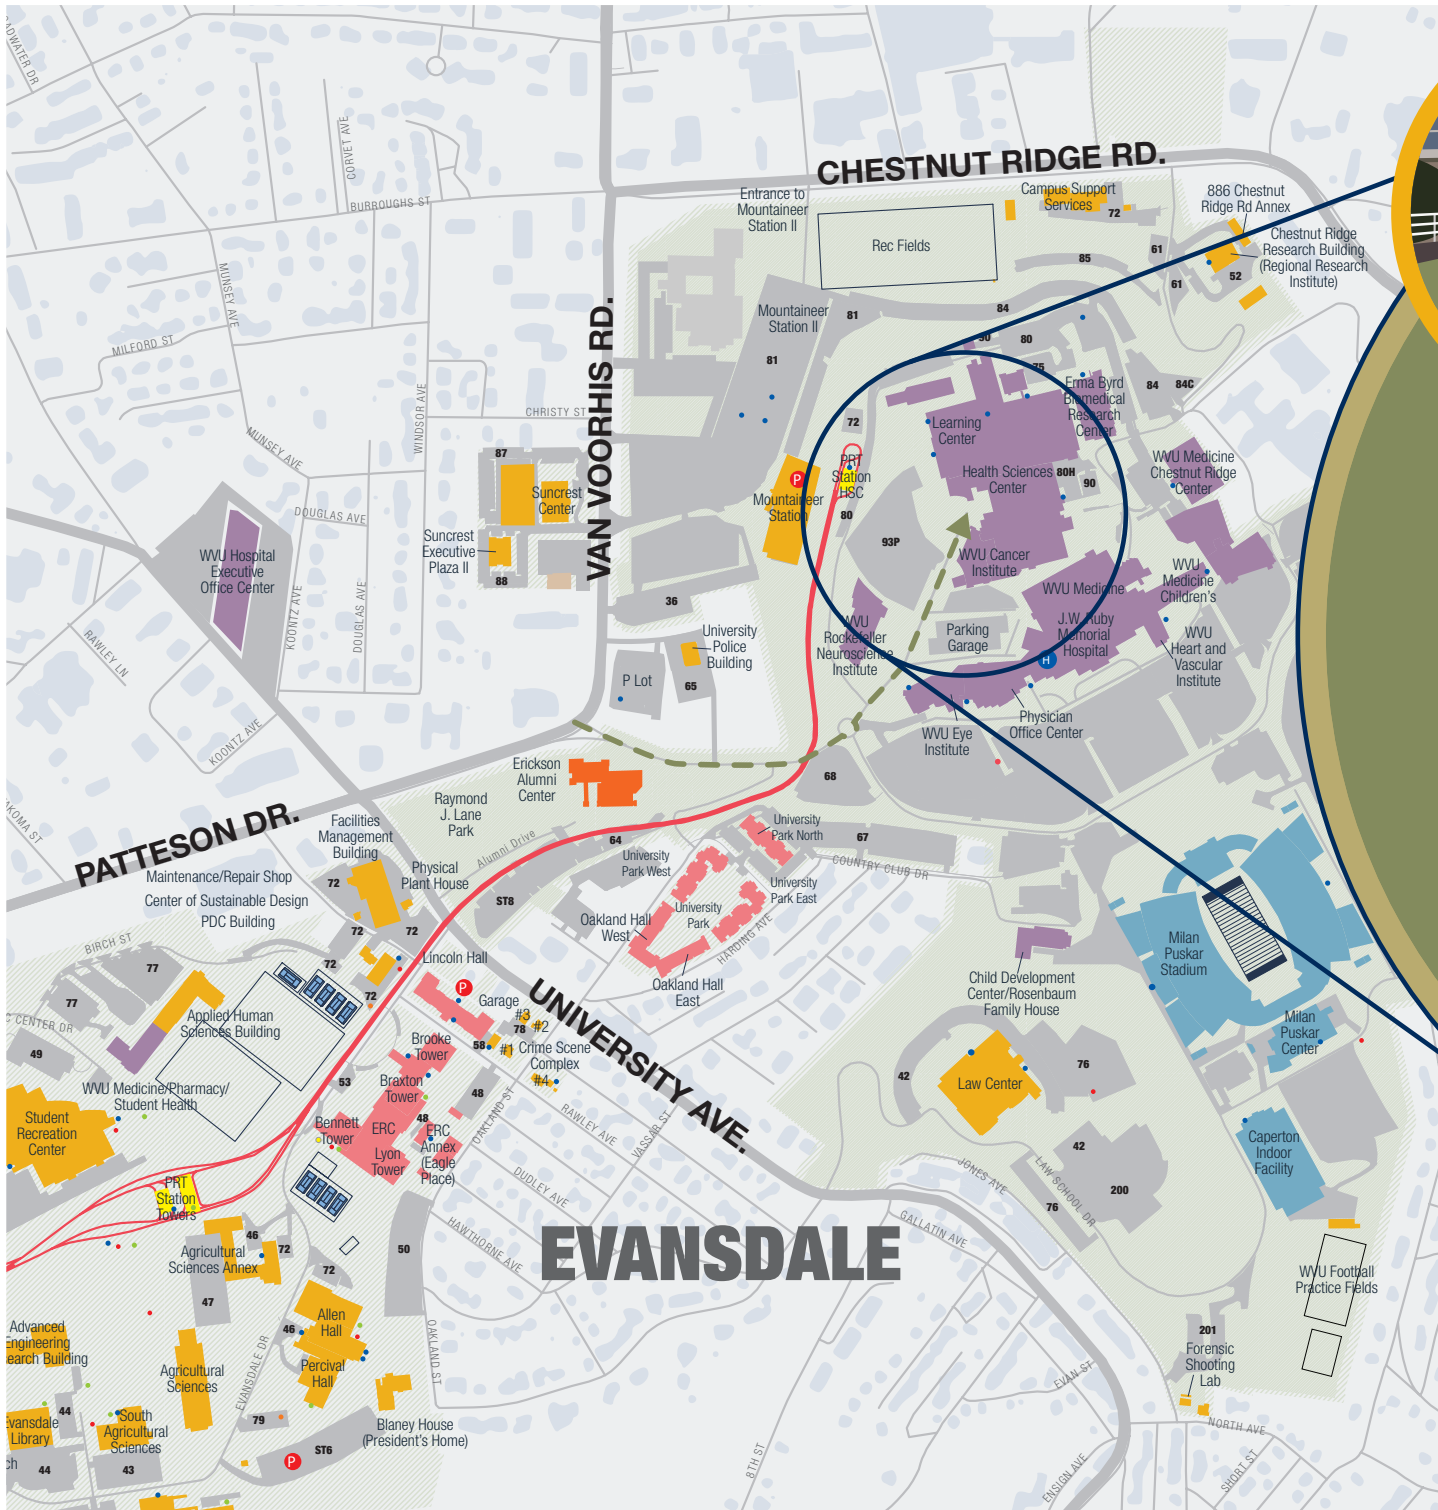 CHESTNUT RIDGE RD.
CORVET AVE
BURROUGHS ST
Entrance to
Mountaineer
Station II
Campus Support
Services
72
886 Chestnut
Ridge Rd Annex
Chestnut Ridge
Research Building
(Regional Research
Institute)
52
Rec Fields
61
85
61
MUNSEY AVE
MILFORD ST
VAN VOORHIS RD.
Mountaineer
Station II
81
81
84
90
80
75
Erma Byrd
Biomedical
Research
Center
84
84C
WINDSOR AVE
CHRISTY ST
MUNSEY AVE
72
Learning
Center
87
Suncrest
Center
P
Mountaineer
Station
PRT
Station
HSC
80
Health Sciences
Center
80H
90
WVU Medicine
Chestnut Ridge
Center
DOUGLAS AVE
Suncrest
Executive
Plaza II
88
WVU Hospital
Executive
Office Center
93P
WVU Cancer
Institute
WVU Medicine
WVU
Medicine
Children's
KOONTZ AVE
DOUGLAS AVE
36
RAWLEY LN
University
Police
Building
P Lot
65
WVU
Rockefeller
Neuroscience
Institute
Parking
Garage
J.W. Ruby
Memorial
Hospital
H
WVU
Heart and
Vascular
Institute
KOONTZ AVE
WVU Eye
Institute
Physician
Office Center
Erickson
Alumni
Center
68
PATTESON DR.
Raymond
J. Lane
Park
Alumni Drive
Facilities
Management
Building
Physical
Plant House
64
University
Park North
67
COUNTRY CLUB DR
University
Park West
University
Park East
Maintenance/Repair Shop
Center of Sustainable Design
PDC Building
72
ST8
Oakland Hall
West
University
Park
HARDING AVE
BIRCH ST
72
72
72
72
77
77
Lincoln Hall
P
Oakland Hall
East
Milan
Puskar
Stadium
Child Development
Center/Rosenbaum
Family House
UNIVERSITY AVE.
Applied Human
Sciences Building
Garage
#3
78
#2
58
#1
Crime Scene
Complex
#4
49
Brooke
Tower
Milan
Puskar
Center
53
Braxton
Tower
48
42
Law Center
76
WVU Medicine/Pharmacy/
Student Health
Student
Recreation
Center
Bennett
Tower
ERC
48
ERC
Annex
(Eagle
Place)
Lyon
Tower
OAKLAND ST
RAWLEY AVE
VASSAR ST
DUDLEY AVE
Caperton
Indoor
Facility
42
200
JONES AVE
LAW SCHOOL DR
76
PRT
Station
Towers
HAWTHORNE AVE
GALLATIN AVE
EVANSDALE
46
72
50
Agricultural
Sciences Annex
72
47
Allen
Hall
46
WVU Football
Practice Fields
Advanced
Engineering
OAKLAND ST
201
Forensic
Shooting
Lab
Percival
Hall
Agricultural
Sciences
EVANSDALE DR
EVAN ST
44
South
Agricultural
Sciences
79
Blaney House
(President's Home)
Evansdale
Library
NORTH AVE
44
43
P
ST6
8TH ST
ENSIGN AVE
SHORT ST